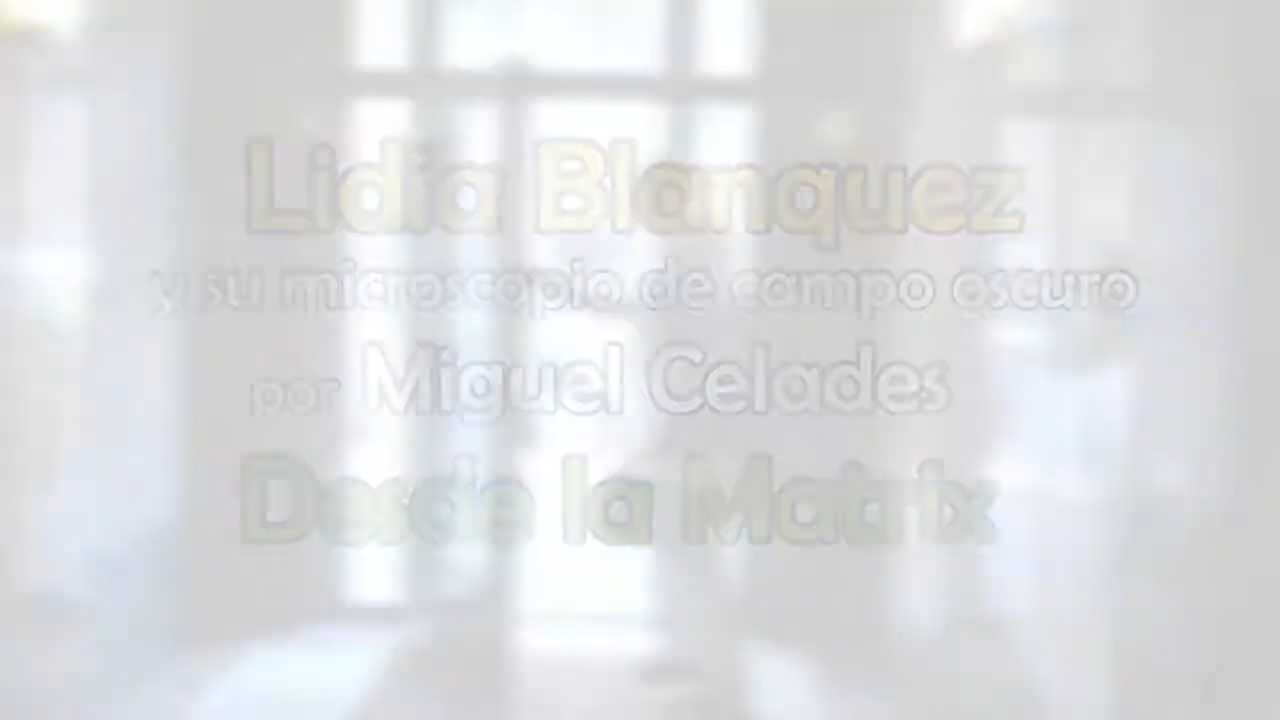 Lidia Blanquez
y su microscopio de campo oscuro
por Miguel Celades
Desde la Matrix